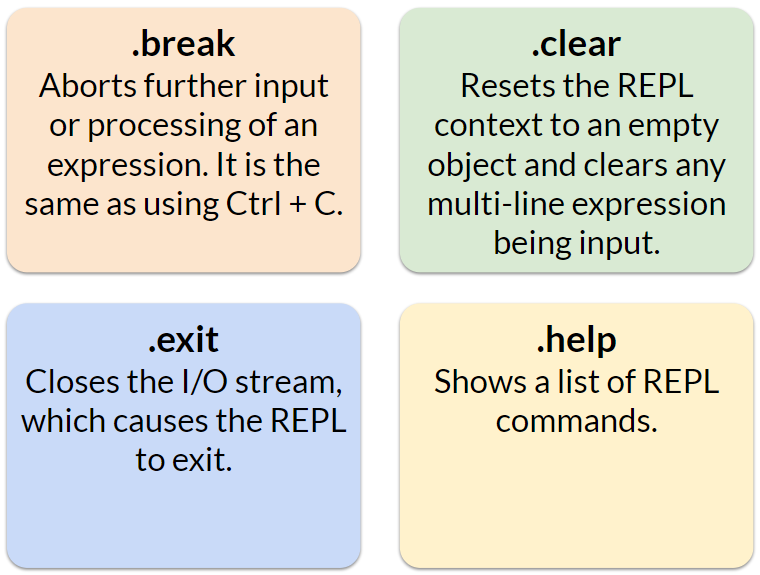 .break
Aborts further input
or processing of an
expression. It is the
same as using Ctrl + C.
.clear
Resets the REPL
context to an empty
object and clears any
multi-line expression
being input.
.exit
Closes the I/O stream,
which causes the REPL
to exit.
.help
Shows a list of REPL
commands.